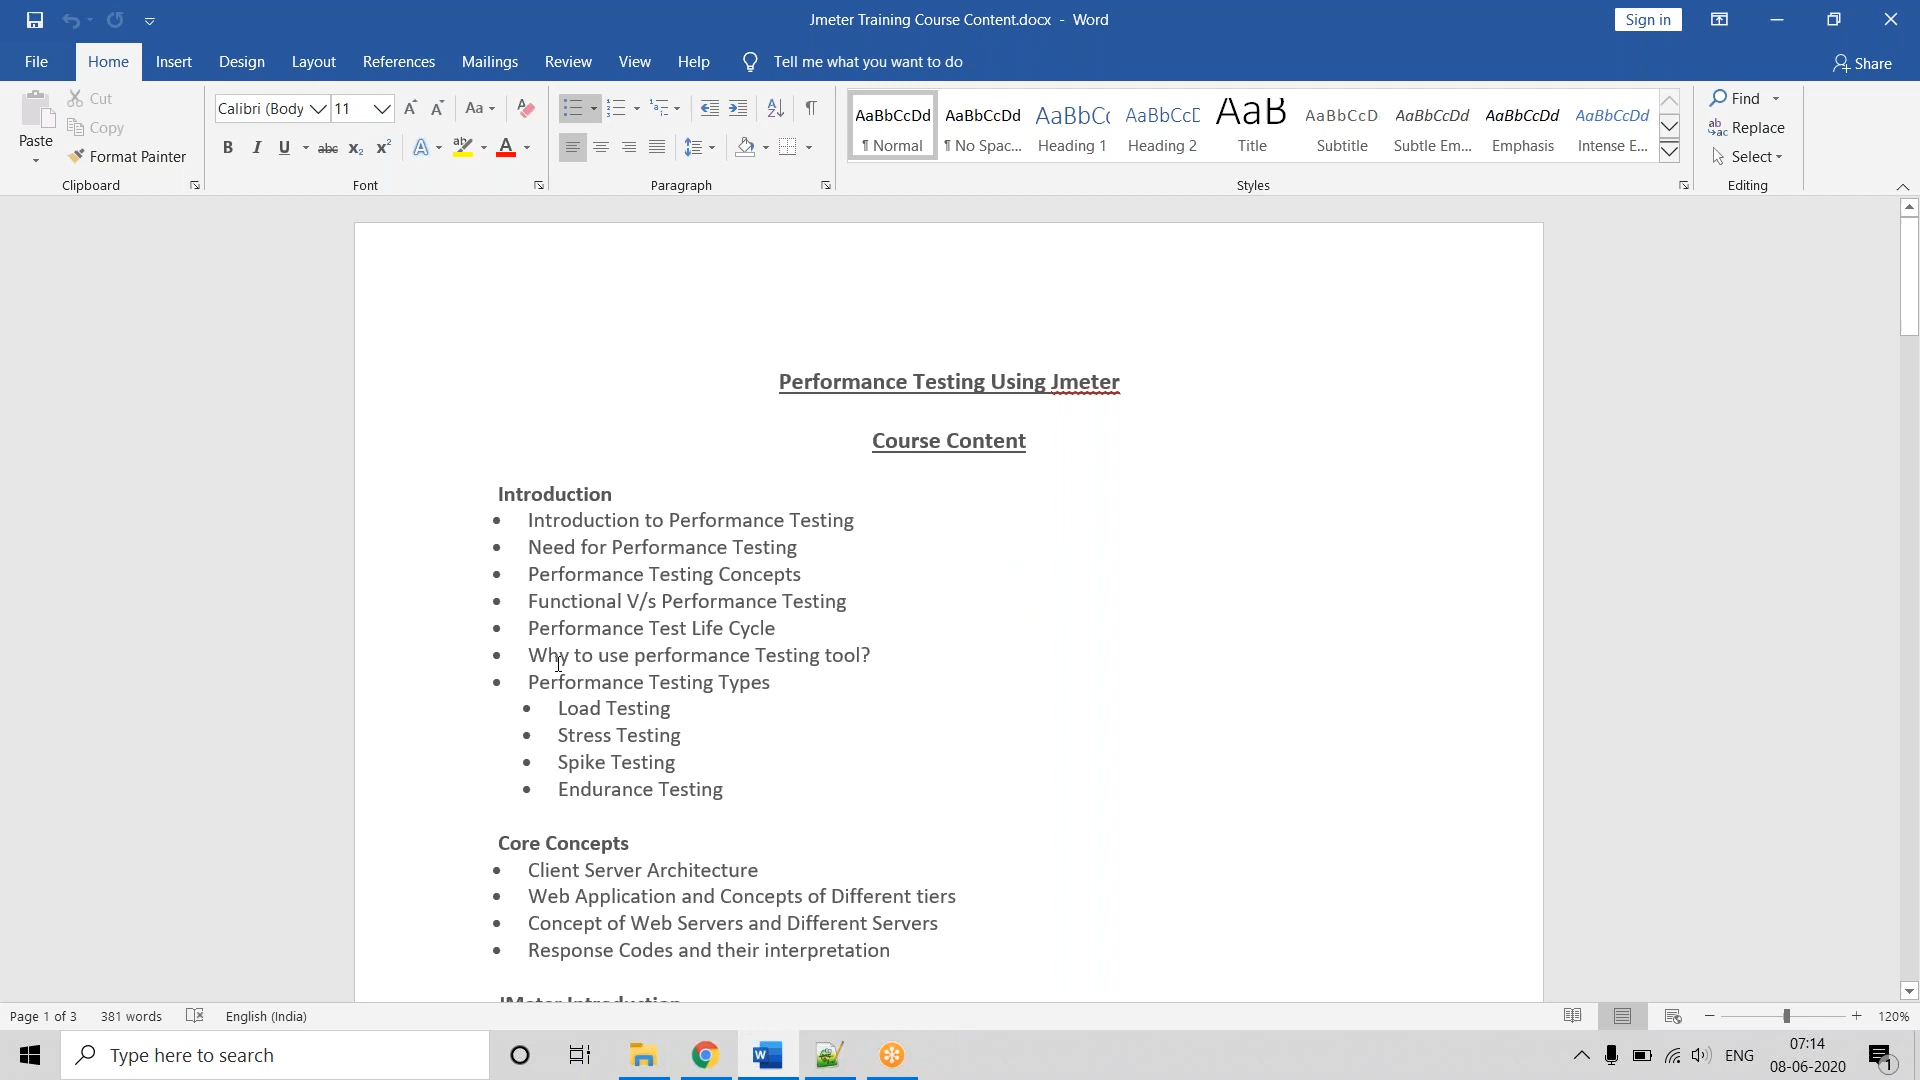 Jmeter Training Course Content.docx - Word
Sign in
File Home Insert Design Layout References Mailings Review View Help Tell me what you want to do
Share
Paste
Cut
Copy
Format Painter
Clipboard
Calibri (Body 11
Font
Paragraph
AaBbCcDd AaBbCcDd AaBbCc AaBbCcE AaB AaBbCcD AaBbCcDd AaBbCcDd AaBbCcDd
¶ Normal ¶ No Spac... Heading 1 Heading 2 Title Subtitle Subtle Em... Emphasis Intense E...
Styles
Find
Replace
Select
Editing
Performance Testing Using Jmeter
Course Content
Introduction
• Introduction to Performance Testing
• Need for Performance Testing
• Performance Testing Concepts
• Functional V/s Performance Testing
• Performance Test Life Cycle
• Why to use performance Testing tool?
• Performance Testing Types
• Load Testing
• Stress Testing
• Spike Testing
• Endurance Testing
Core Concepts
• Client Server Architecture
• Web Application and Concepts of Different tiers
• Concept of Web Servers and Different Servers
• Response Codes and their interpretation
JMeter Introduction
Page 1 of 3 381 words English (India)
120%
Type here to search
ENG
07:14
08-06-2020
1